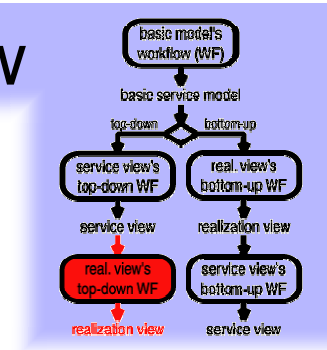 w
basic model's
workflow (WF)
basic service model
top-down
bottom-up
service view's
top-down WF
real. view's
bottom-up WF
service view
realization view
real. view's
top-down WF
service view's
bottom-up WF
realization view
service view